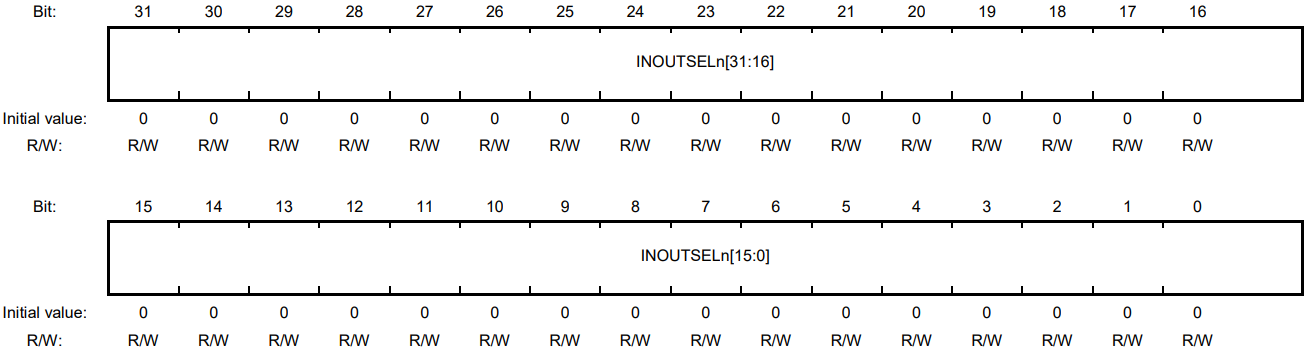 Bit: 31 30 29 28 27 26 25 24 23 22 21 20 19 18 17 16
INOUTSELn[31:16]
Initial value: 0 0 0 0 0 0 0 0 0 0 0 0 0 0 0 0
R/W: R/W R/W R/W R/W R/W R/W R/W R/W R/W R/W R/W R/W R/W R/W R/W R/W
Bit: 15 14 13 12 11 10 9 8 7 6 5 4 3 2 1 0
INOUTSELn[15:0]
Initial value: 0 0 0 0 0 0 0 0 0 0 0 0 0 0 0 0
R/W: R/W R/W R/W R/W R/W R/W R/W R/W R/W R/W R/W R/W R/W R/W R/W R/W